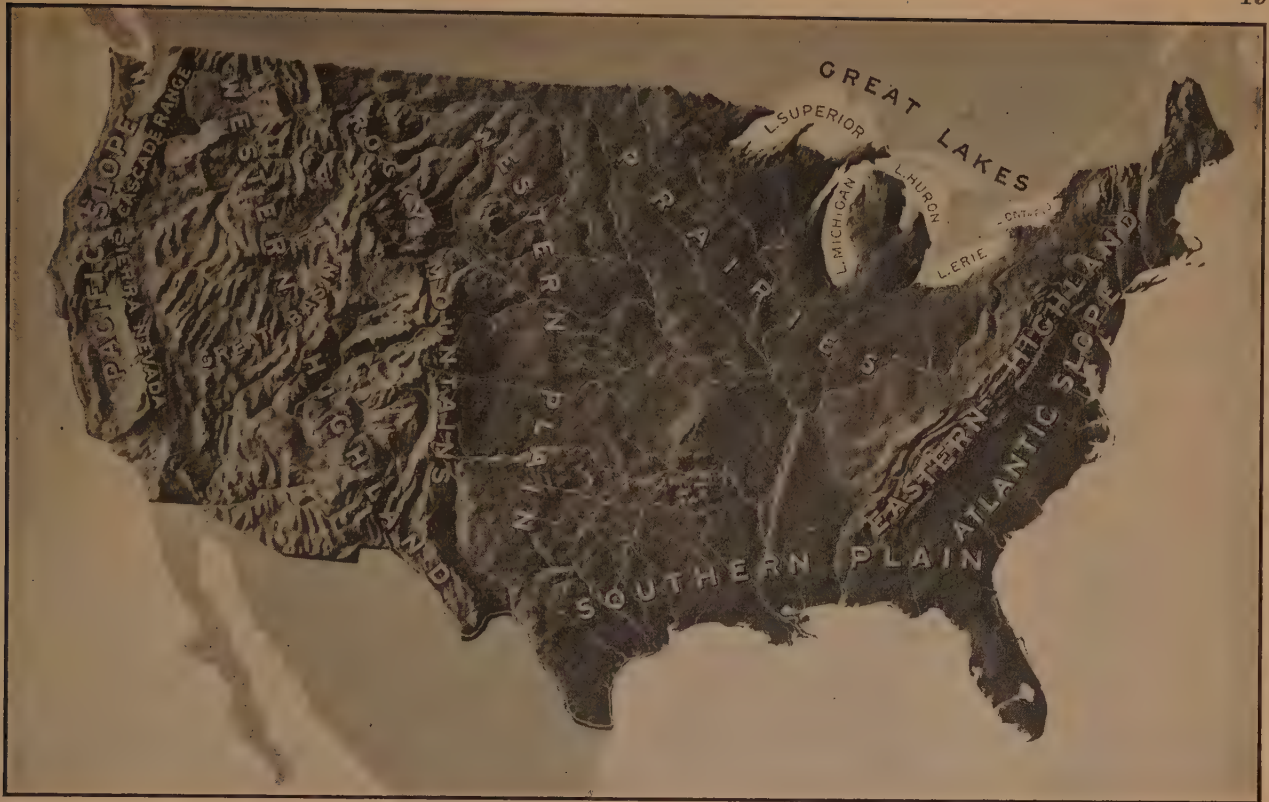 GREAT LAKES
L. SUPERIOR
L. MICHIGAN
L. HURON
L. ERIE
PACIFIC SLOPE
CASCADE RANGE
SIERRA NEVADA
WESTERN HIGHLAND
GREAT BASIN
ROCKY MOUNTAINS
WESTERN PLAIN
PRAIRIES
EASTERN HIGHLAND
ATLANTIC SLOPE
SOUTHERN PLAIN